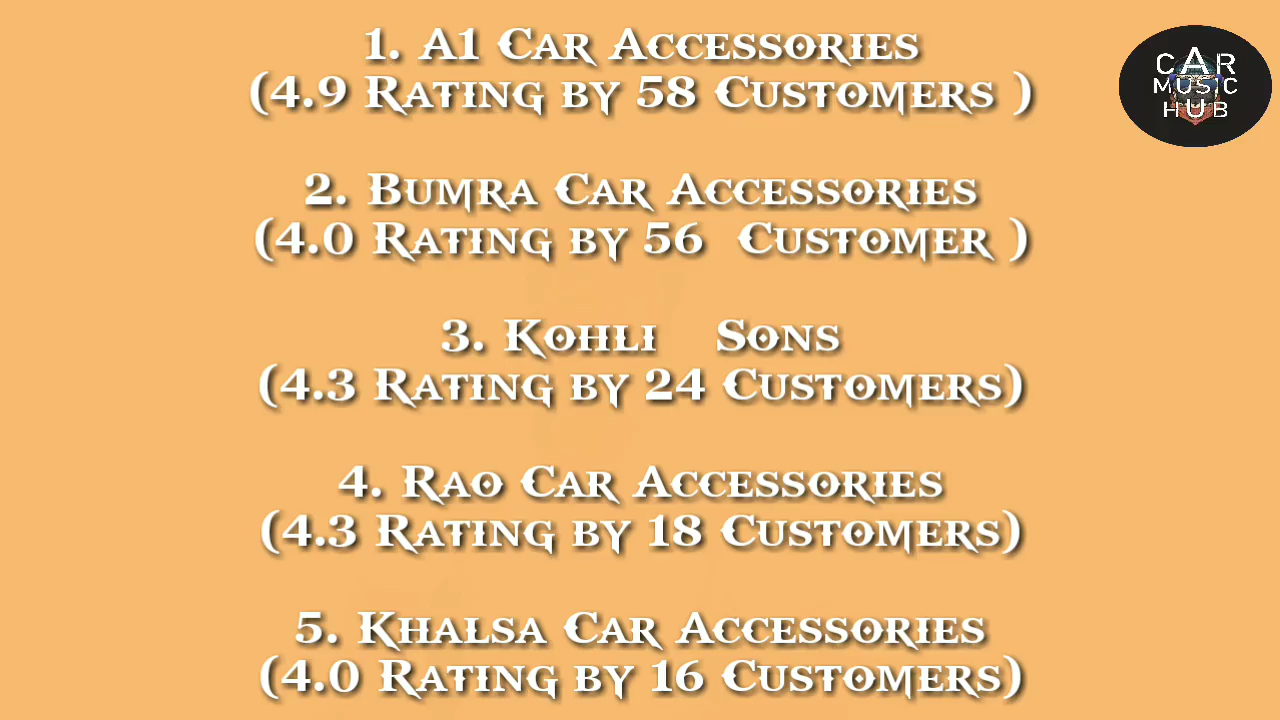 1. A1 Car Accessories
(4.9 Rating by 58 Customers )
2. Bumra Car Accessories
(4.0 Rating by 56 Customer )
3. Kohli Sons
(4.3 Rating by 24 Customers)
4. Rao Car Accessories
(4.3 Rating by 18 Customers)
5. Khalsa Car Accessories
(4.0 Rating by 16 Customers)
CAR
MUSIC
HUB